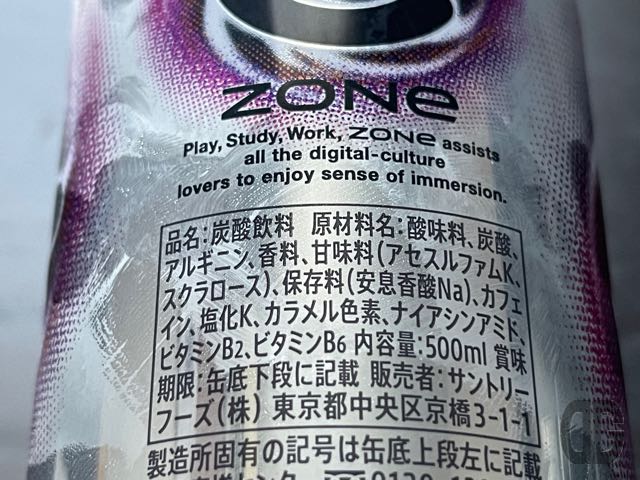 ZONe
Play, Study, Work, ZONe assists
all the digital-culture
lovers to enjoy sense of immersion.
品名:炭酸飲料 原材料名:酸味料、炭酸、
アルギニン、香料、甘味料(アセスルファムK、
スクラロース)、保存料(安息香酸Na)、カフェ
イン、塩化K、カラメル色素、ナイアシンアミド、
ビタミンB2、ビタミンB6 内容量:500ml 賞味
期限:缶底下段に記載 販売者:サントリー
フーズ(株) 東京都中央区京橋3-1-1
製造所固有の記号は缶底上段左に記載